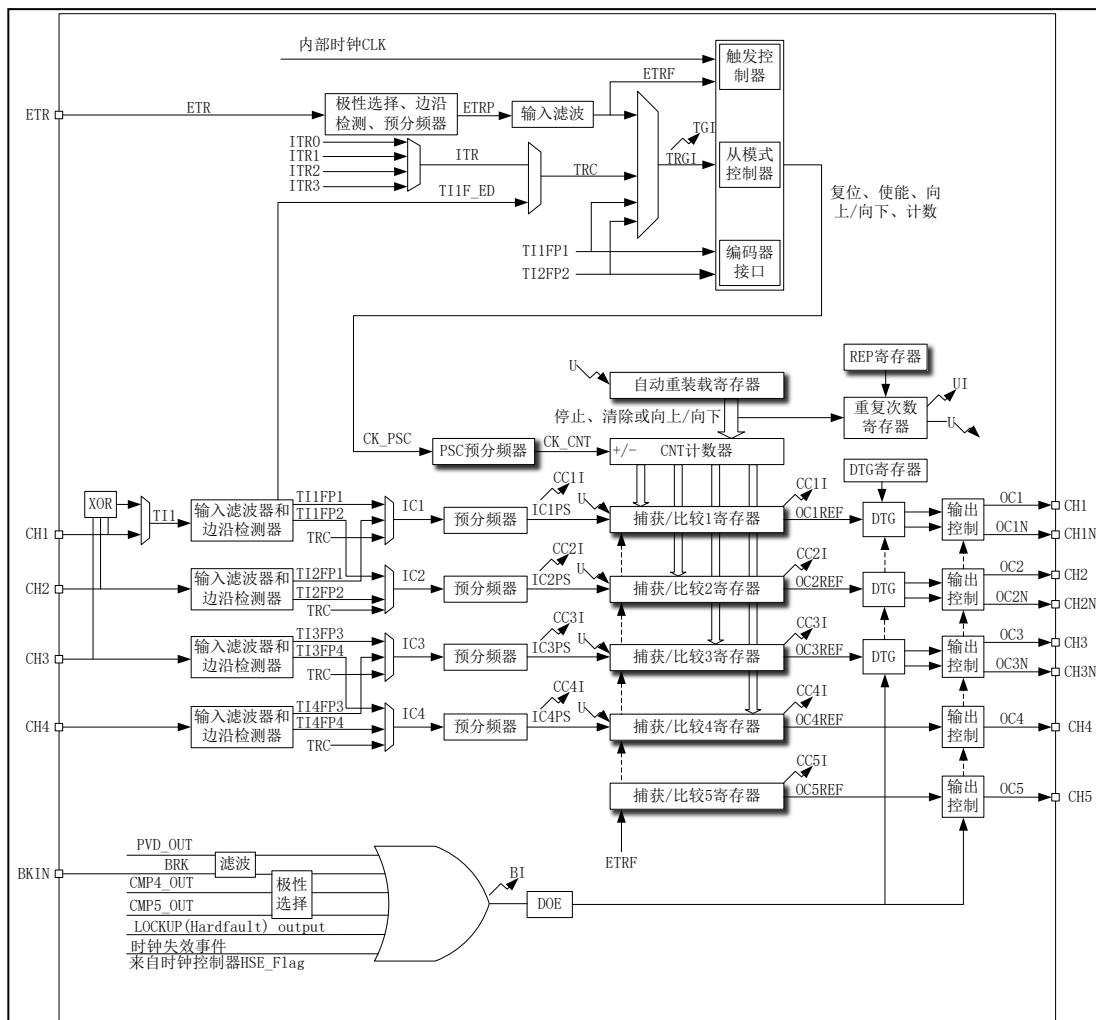 内部时钟CLK
触发控
制器
ETRF
ETR
ETR
极性选择、边沿
检测、预分频器
ETRP
输入滤波
TGI
ITR0
ITR1
ITR2
ITR3
ITR
TRC
TRGI
从模式
控制器
TI1F_ED
复位、使能、向
上/向下、计数
TI1FP1
TI2FP2
编码器
接口
REP寄存器
U
自动重装载寄存器
UI
停止、清除或向上/向下
重复次数
寄存器
U
CK_PSC
PSC预分频器
CK_CNT
+/-
CNT计数器
DTG寄存器
XOR
TI1
CH1
输入滤波器和
边沿检测器
TI1FP1
TI1FP2
TRC
IC1
预分频器
CC1I
U
IC1PS
捕获/比较1寄存器
CC1I
OC1REF
DTG
输出
控制
OC1
OC1N
CH1
CH1N
CH2
输入滤波器和
边沿检测器
TI2FP1
TI2FP2
TRC
IC2
预分频器
CC2I
U
IC2PS
捕获/比较2寄存器
CC2I
OC2REF
DTG
输出
控制
OC2
OC2N
CH2
CH2N
CH3
输入滤波器和
边沿检测器
TI3FP3
TI3FP4
TRC
IC3
预分频器
CC3I
U
IC3PS
捕获/比较3寄存器
CC3I
OC3REF
DTG
输出
控制
OC3
OC3N
CH3
CH3N
CH4
输入滤波器和
边沿检测器
TI4FP3
TI4FP4
TRC
IC4
预分频器
CC4I
U
IC4PS
捕获/比较4寄存器
CC4I
OC4REF
输出
控制
OC4
CH4
捕获/比较5寄存器
CC5I
OC5REF
输出
控制
OC5
CH5
ETRF
PVD_OUT
BKIN
BRK
滤波
CMP4_OUT
CMP5_OUT
极性
选择
BI
DOE
LOCKUP(Hardfault) output
时钟失效事件
来自时钟控制器HSE_Flag